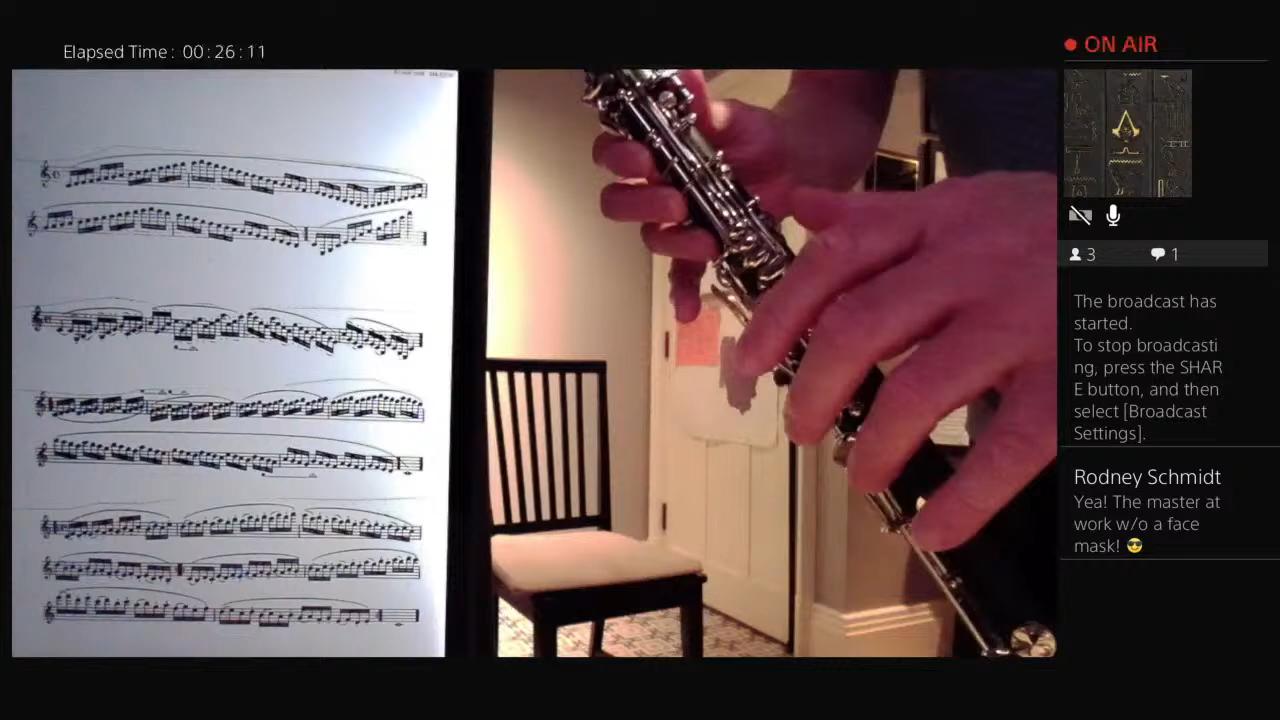 Elapsed Time: 00:26:11
ON AIR
3
1
The broadcast has
started.
To stop broadcasti
ng, press the SHAR
E button, and then
select [Broadcast
Settings].
Rodney Schmidt
Yea! The master at
work w/o a face
mask! 😎